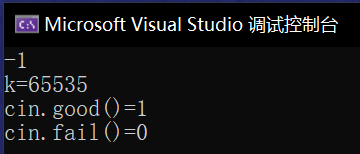 C:\ Microsoft Visual Studio 调试控制台
-1
k=65535
cin.good()=1
cin.fail()=0